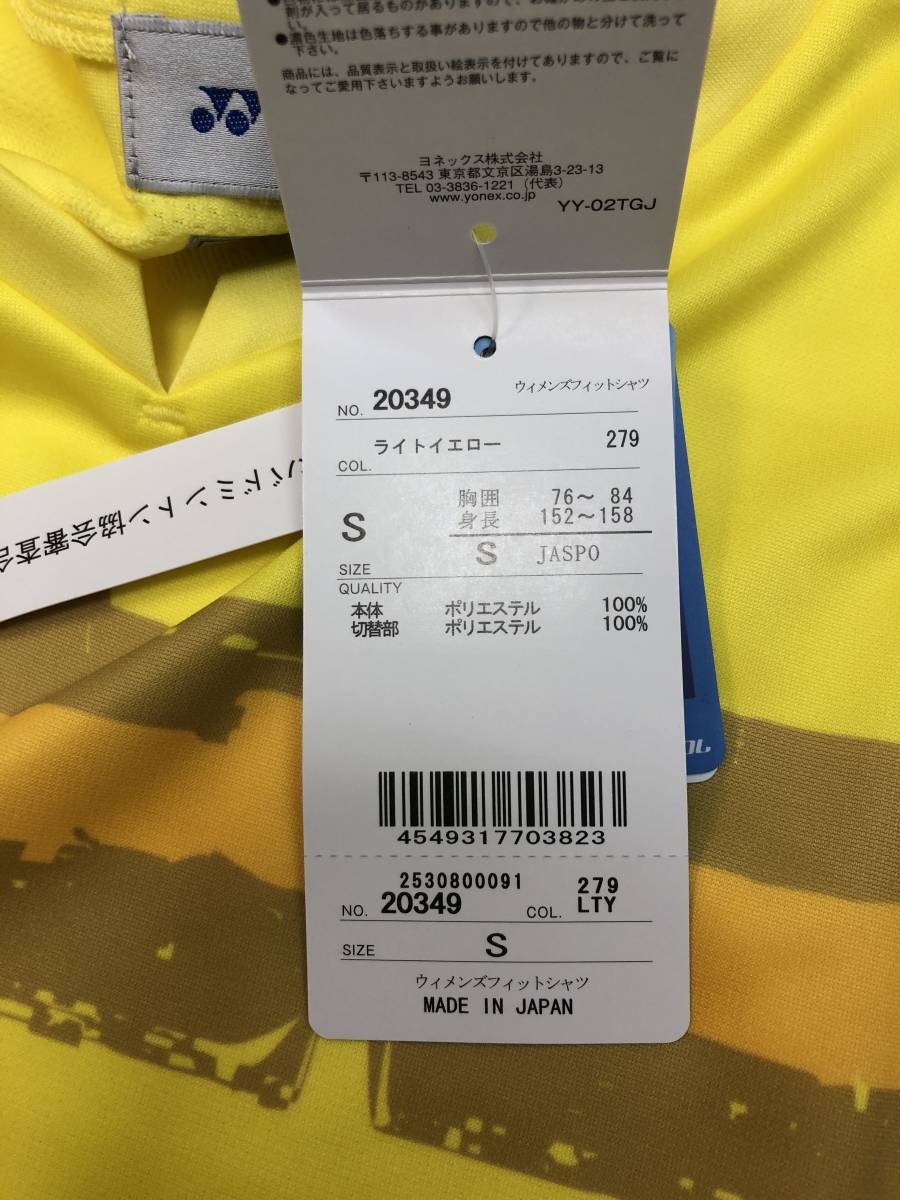 剤が入って居るものがありますので、
い。
●濃色生地は色落ちする事がありますので他の物と分けて洗って
下さい。
商品には、品質表示と取扱い絵表示を付けてありますので、ご覧に
なってご愛用下さいますようお願いします。
ヨネックス株式会社
〒113-8543 東京都文京区湯島3-23-13
TEL 03-3836-1221(代表)
www.yonex.co.jp
YY-02TGJ
NO. 20349 ウィメンズフィットシャツ
COL. ライトイエロー 279
胸囲 76～ 84
身長 152～158
SIZE S
S JASPO
QUALITY
本体 ポリエステル 100%
切替部 ポリエステル 100%
4549317703823
2530800091
NO. 20349 COL. 279
LTY
SIZE S
ウィメンズフィットシャツ
MADE IN JAPAN
バドミントン協会審査合